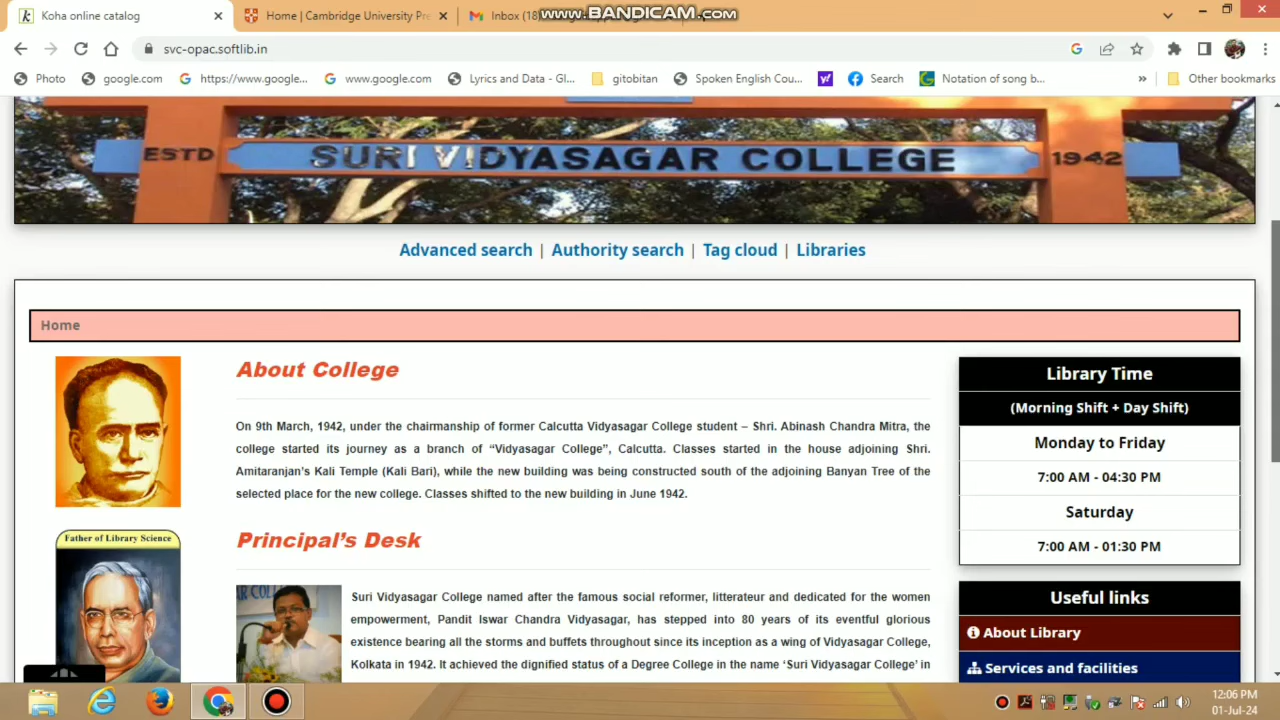 Koha online catalog
Home | Cambridge University Pre
Inbox (18
www.BANDICAM.com
svc-opac.softlib.in
Photo
google.com
https://www.google...
www.google.com
Lyrics and Data - Gl...
gitobitan
Spoken English Cou...
Search
Notation of song b...
»
Other bookmarks
ESTD SURI VIDYASAGAR COLLEGE 1942
Advanced search | Authority search | Tag cloud | Libraries
Home
About College
On 9th March, 1942, under the chairmanship of former Calcutta Vidyasagar College student – Shri. Abinash Chandra Mitra, the
college started its journey as a branch of “Vidyasagar College”, Calcutta. Classes started in the house adjoining Shri.
Amitaranjan’s Kali Temple (Kali Bari), while the new building was being constructed south of the adjoining Banyan Tree of the
selected place for the new college. Classes shifted to the new building in June 1942.
Father of Library Science
Principal’s Desk
Suri Vidyasagar College named after the famous social reformer, litterateur and dedicated for the women
empowerment, Pandit Iswar Chandra Vidyasagar, has stepped into 80 years of its eventful glorious
existence bearing all the storms and buffets throughout since its inception as a wing of Vidyasagar College,
Kolkata in 1942. It achieved the dignified status of a Degree College in the name ‘Suri Vidyasagar College’ in
Library Time
(Morning Shift + Day Shift)
Monday to Friday
7:00 AM - 04:30 PM
Saturday
7:00 AM - 01:30 PM
Useful links
About Library
Services and facilities
12:06 PM
01-Jul-24